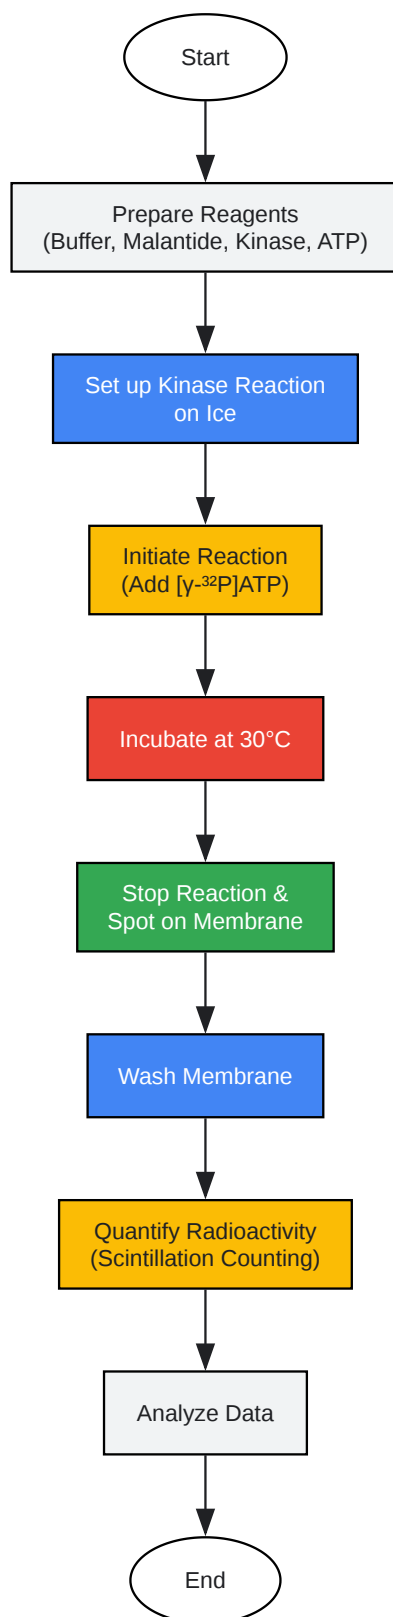 Start
Prepare Reagents
(Buffer, Malantide, Kinase, ATP)
Set up Kinase Reaction
on Ice
Initiate Reaction
(Add [γ-³²P]ATP)
Incubate at 30°C
Stop Reaction &
Spot on Membrane
Wash Membrane
Quantify Radioactivity
(Scintillation Counting)
Analyze Data
End